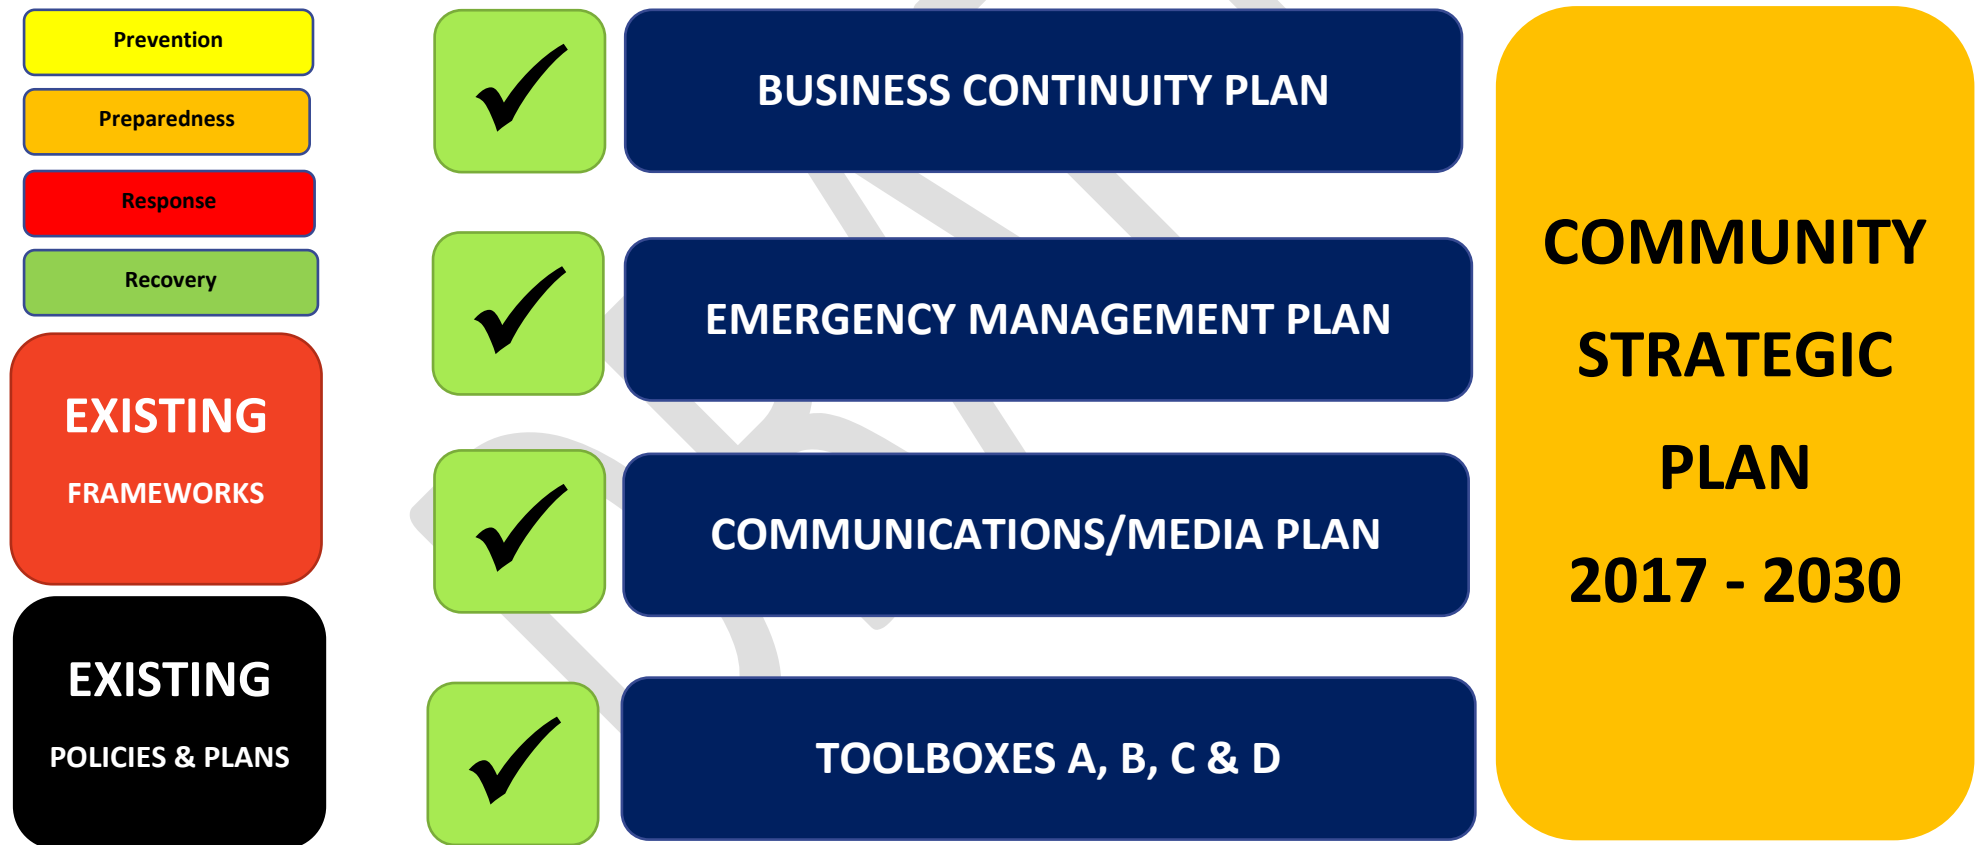 Prevention
Preparedness
Response
Recovery
EXISTING
FRAMEWORKS
EXISTING
POLICIES & PLANS
BUSINESS CONTINUITY PLAN
EMERGENCY MANAGEMENT PLAN
COMMUNICATIONS/MEDIA PLAN
TOOLBOXES A, B, C & D
COMMUNITY
STRATEGIC
PLAN
2017 - 2030